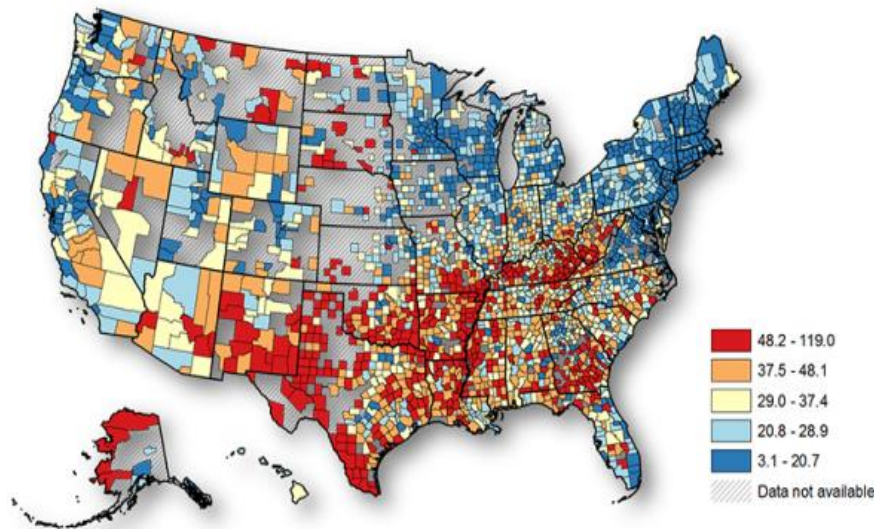 48.2 - 119.0
37.5 - 48.1
29.0 - 37.4
20.8 - 28.9
3.1 - 20.7
Data not available